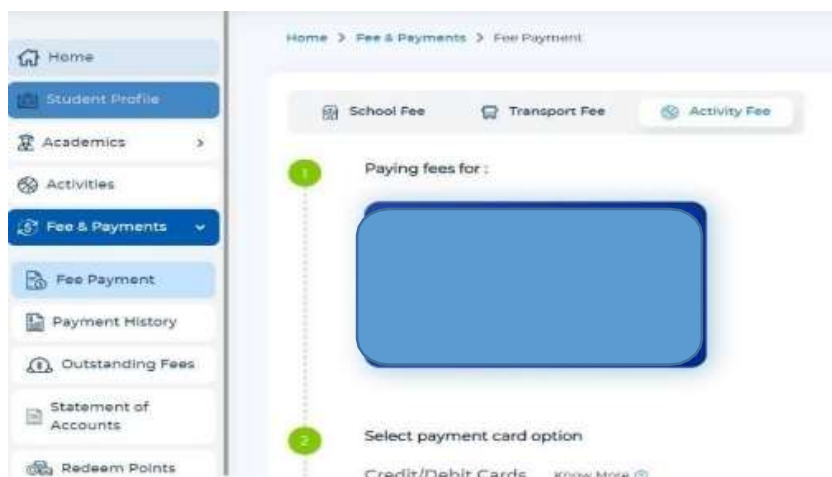 Home
Student Profile
Academics
Activities
Fee & Payments
Fee Payment
Payment History
Outstanding Fees
Statement of
Accounts
Redeem Points
Home > Fee & Payments > Fee Payment
School Fee
Transport Fee
Activity Fee
1
Paying fees for :
2
Select payment card option
Credit/Debit Cards Know More